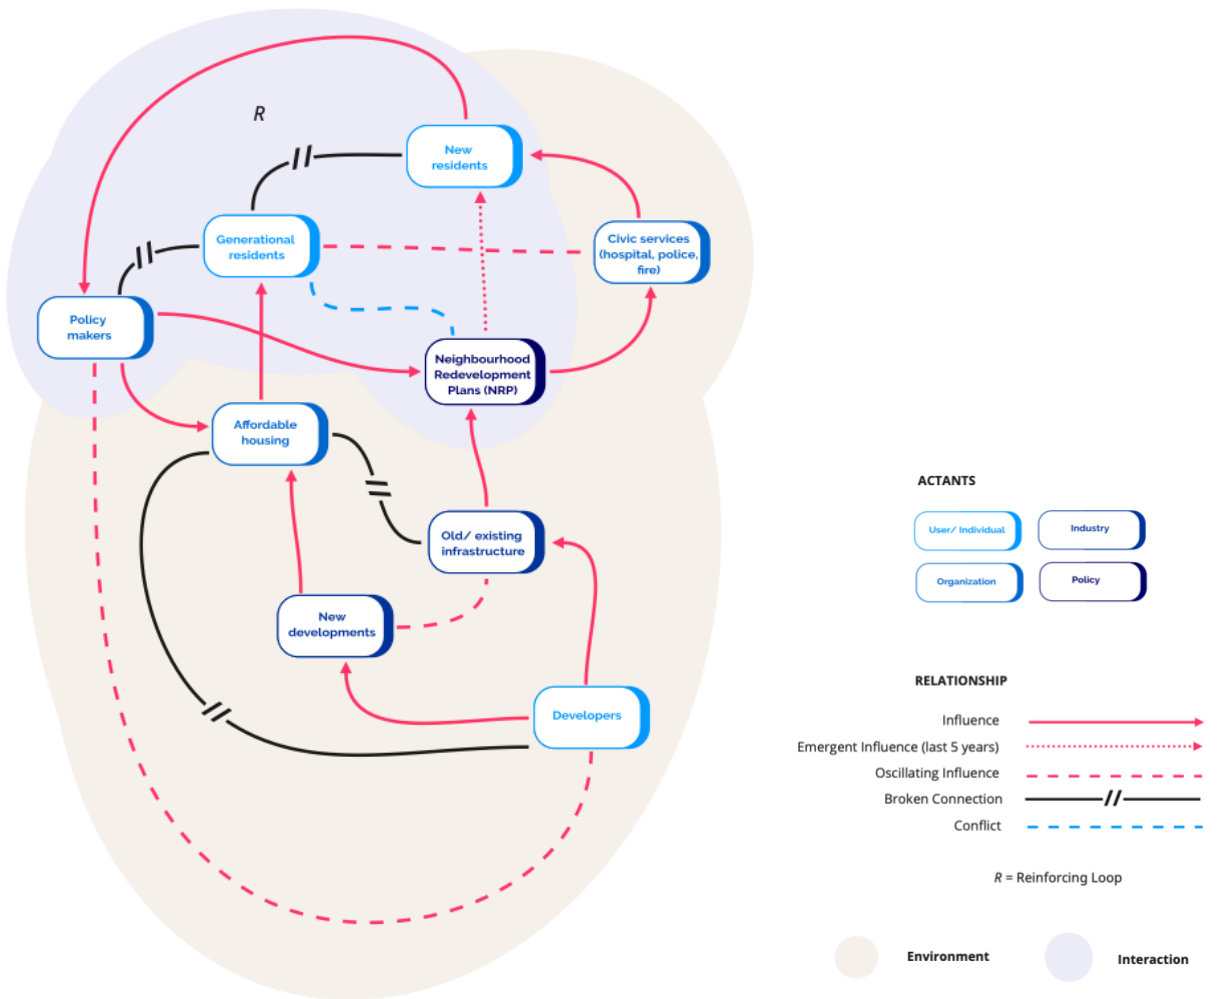 R
New
residents
Generational
residents
Civic services
(hospital, police,
fire)
Policy
makers
Neighbourhood
Redevelopment
Plans (NRP)
Affordable
housing
Old/ existing
infrastructure
New
developments
Developers
ACTANTS
User/ Individual
Industry
Organization
Policy
RELATIONSHIP
Influence
Emergent Influence (last 5 years)
Oscillating Influence
Broken Connection
Conflict
R = Reinforcing Loop
Environment
Interaction